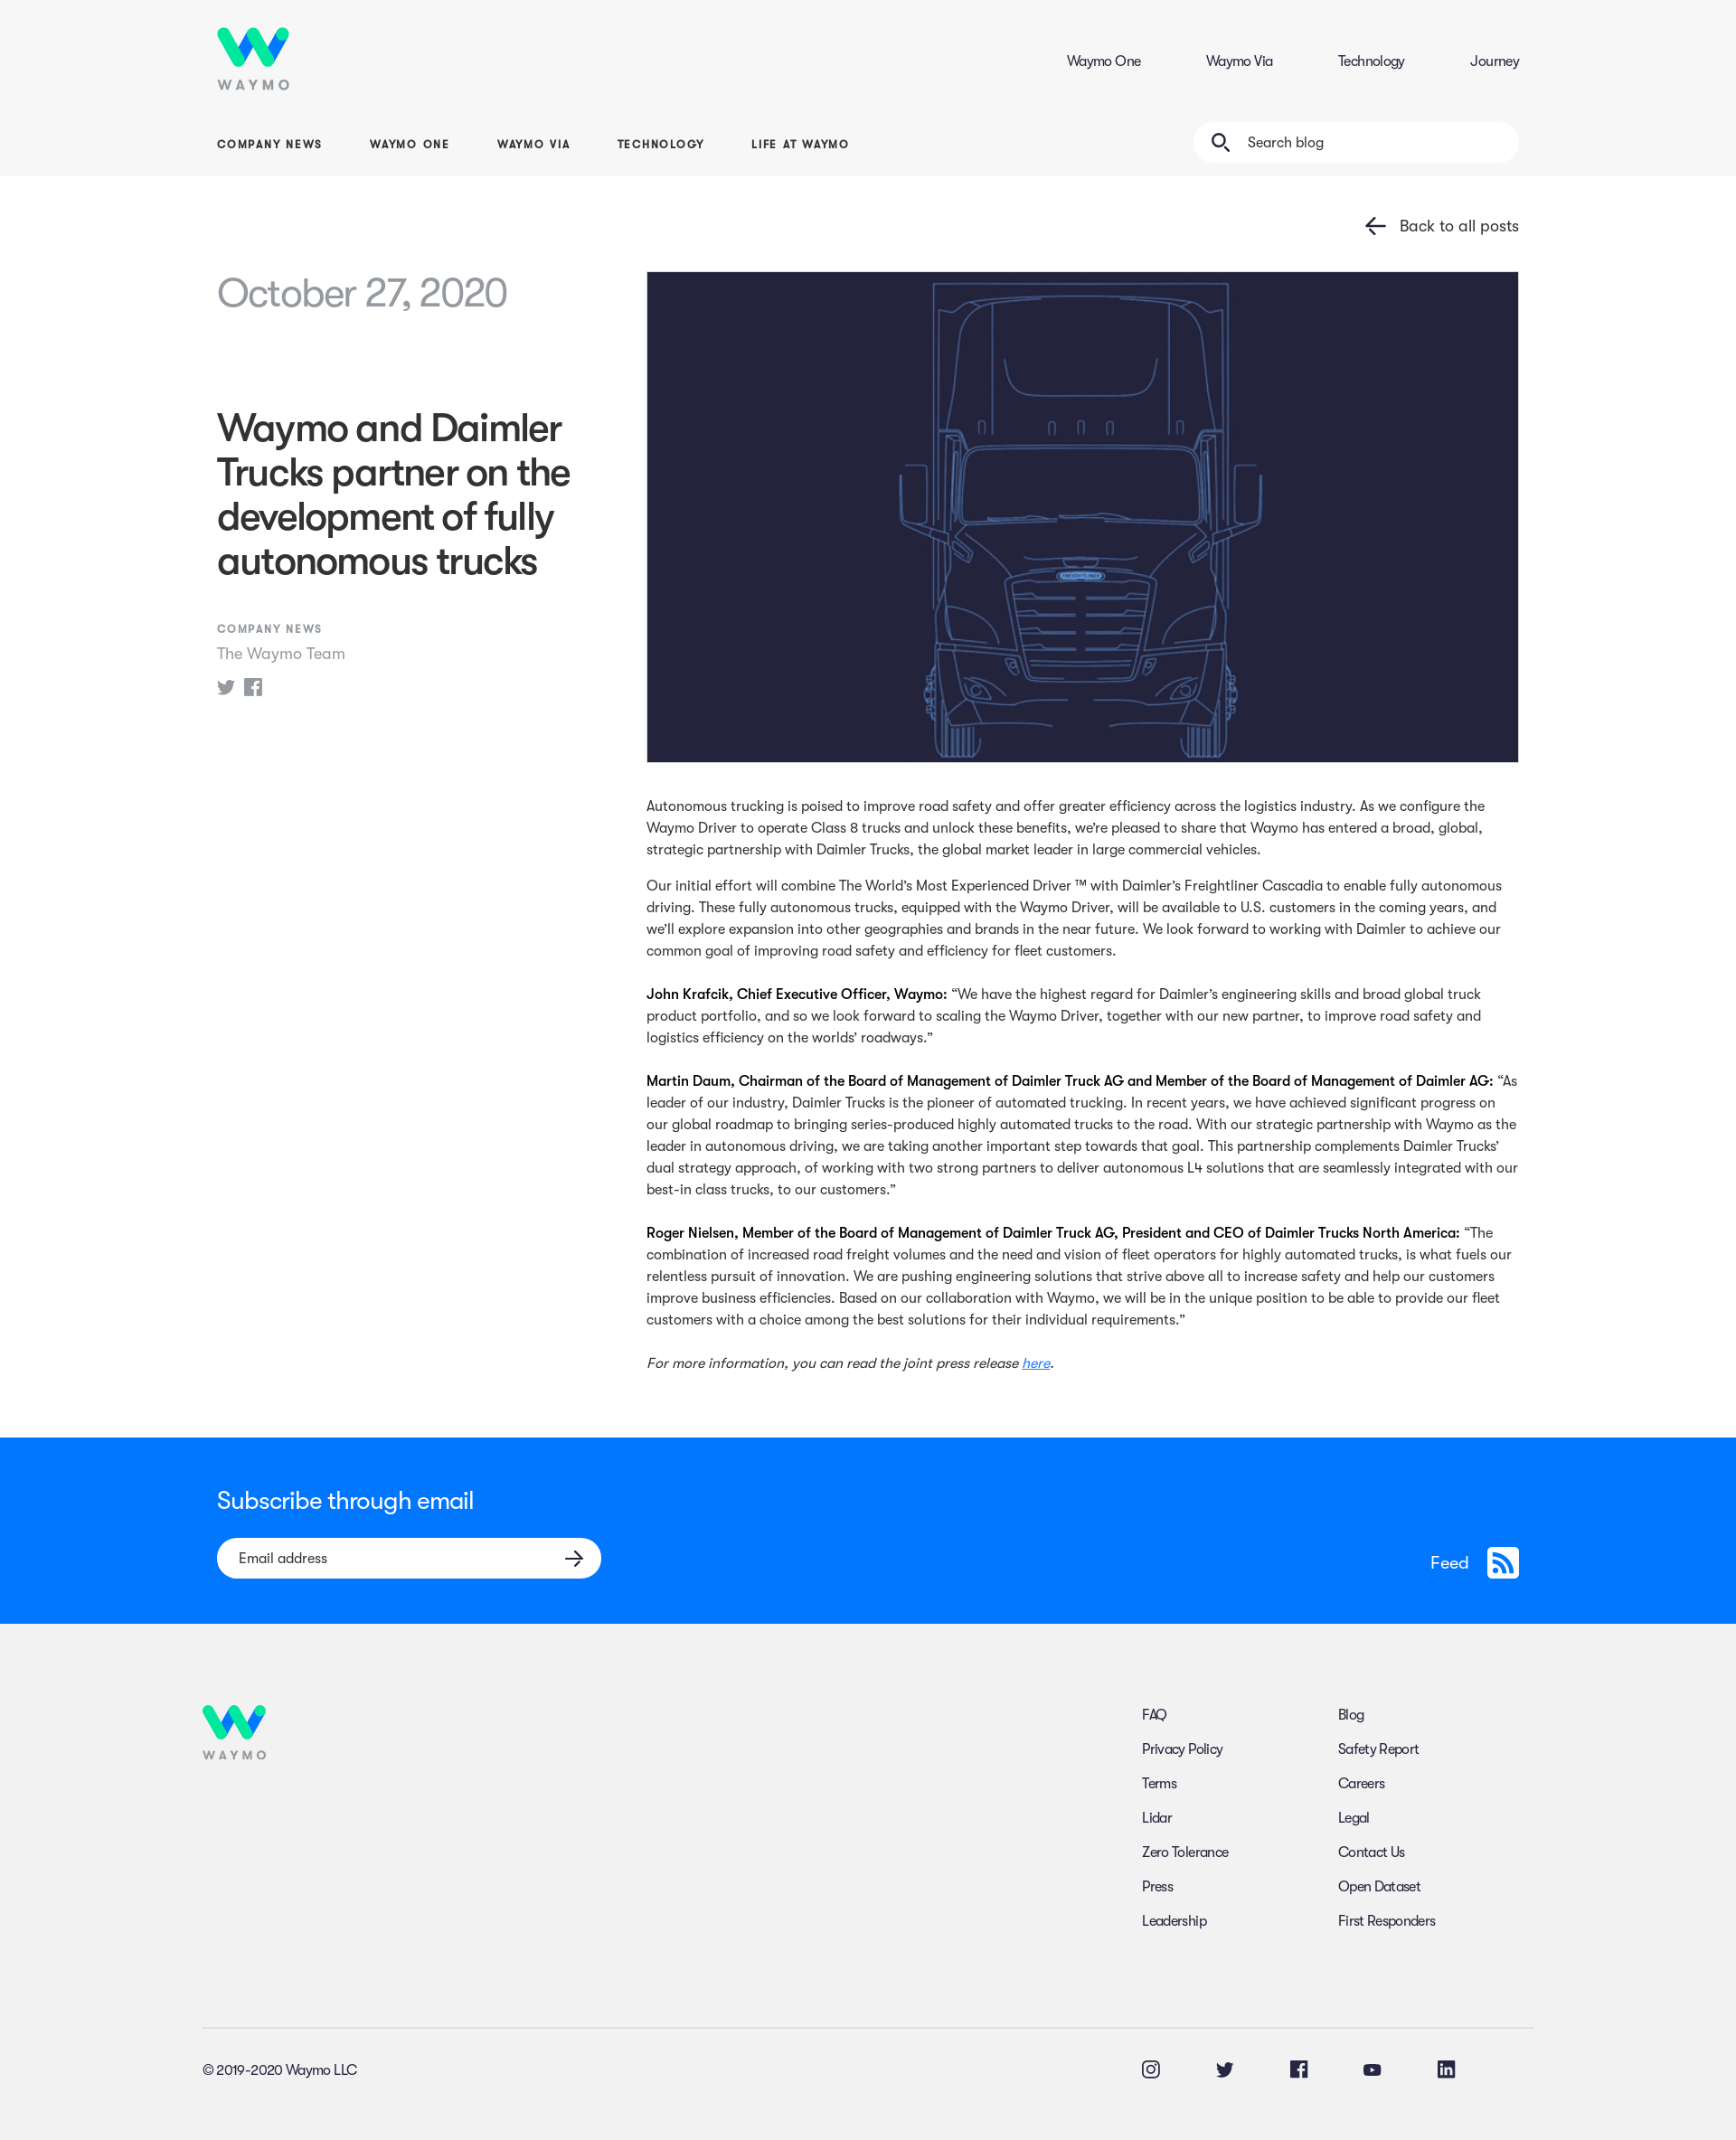 WAYMO
Waymo One
Waymo Via
Technology
Journey
COMPANY NEWS
WAYMO ONE
WAYMO VIA
TECHNOLOGY
LIFE AT WAYMO
Search blog
Back to all posts
October 27, 2020
Waymo and Daimler
Trucks partner on the
development of fully
autonomous trucks
COMPANY NEWS
The Waymo Team
FREIGHTLINER
Autonomous trucking is poised to improve road safety and offer greater efficiency across the logistics industry. As we configure the
Waymo Driver to operate Class 8 trucks and unlock these benefits, we’re pleased to share that Waymo has entered a broad, global,
strategic partnership with Daimler Trucks, the global market leader in large commercial vehicles.
Our initial effort will combine The World’s Most Experienced Driver ™ with Daimler’s Freightliner Cascadia to enable fully autonomous
driving. These fully autonomous trucks, equipped with the Waymo Driver, will be available to U.S. customers in the coming years, and
we’ll explore expansion into other geographies and brands in the near future. We look forward to working with Daimler to achieve our
common goal of improving road safety and efficiency for fleet customers.
John Krafcik, Chief Executive Officer, Waymo: “We have the highest regard for Daimler’s engineering skills and broad global truck
product portfolio, and so we look forward to scaling the Waymo Driver, together with our new partner, to improve road safety and
logistics efficiency on the worlds’ roadways.”
Martin Daum, Chairman of the Board of Management of Daimler Truck AG and Member of the Board of Management of Daimler AG: “As
leader of our industry, Daimler Trucks is the pioneer of automated trucking. In recent years, we have achieved significant progress on
our global roadmap to bringing series-produced highly automated trucks to the road. With our strategic partnership with Waymo as the
leader in autonomous driving, we are taking another important step towards that goal. This partnership complements Daimler Trucks’
dual strategy approach, of working with two strong partners to deliver autonomous L4 solutions that are seamlessly integrated with our
best-in class trucks, to our customers.”
Roger Nielsen, Member of the Board of Management of Daimler Truck AG, President and CEO of Daimler Trucks North America: “The
combination of increased road freight volumes and the need and vision of fleet operators for highly automated trucks, is what fuels our
relentless pursuit of innovation. We are pushing engineering solutions that strive above all to increase safety and help our customers
improve business efficiencies. Based on our collaboration with Waymo, we will be in the unique position to be able to provide our fleet
customers with a choice among the best solutions for their individual requirements.”
For more information, you can read the joint press release here.
Subscribe through email
Email address
Feed
WAYMO
FAQ
Privacy Policy
Terms
Lidar
Zero Tolerance
Press
Leadership
Blog
Safety Report
Careers
Legal
Contact Us
Open Dataset
First Responders
© 2019-2020 Waymo LLC